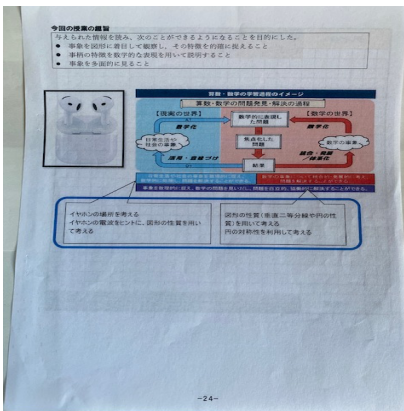 今回の授業の趣旨
与えられた情報を読み、次のことができるようになることを目的にした。
● 事象を図形に着目して観察し、その特徴を的確に捉えること
● 事柄の特徴を数学的な表現を用いて説明すること
● 事象を多面的に見ること
算数・数学の学習過程のイメージ
算数・数学の問題発見・解決の過程
【現実の世界】
【数学の世界】
数学的に表現し
た問題
数学化
数学化
日常生活や
社会の事象
焦点化した
問題
数学の事象
活用・意味づけ
統合・発展
/体系化
結果
イヤホンの場所を考える
イヤホンの電波をヒントに、図形の性質を用い
て考える
図形の性質(垂直二等分線や円の性
質)を用いて考える
円の対称性を利用して考える
-24-